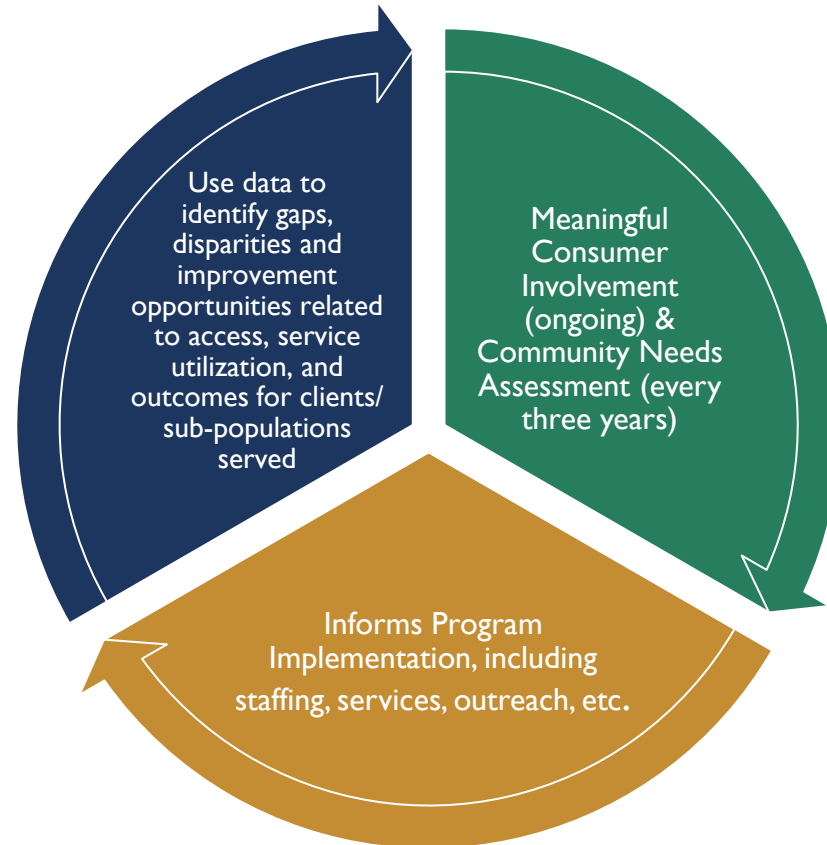 Use data to
identify gaps,
disparities and
improvement
opportunities related
to access, service
utilization, and
outcomes for clients/
sub-populations
served
Meaningful
Consumer
Involvement
(ongoing) &
Community Needs
Assessment (every
three years)
Informs Program
Implementation, including
staffing, services, outreach, etc.